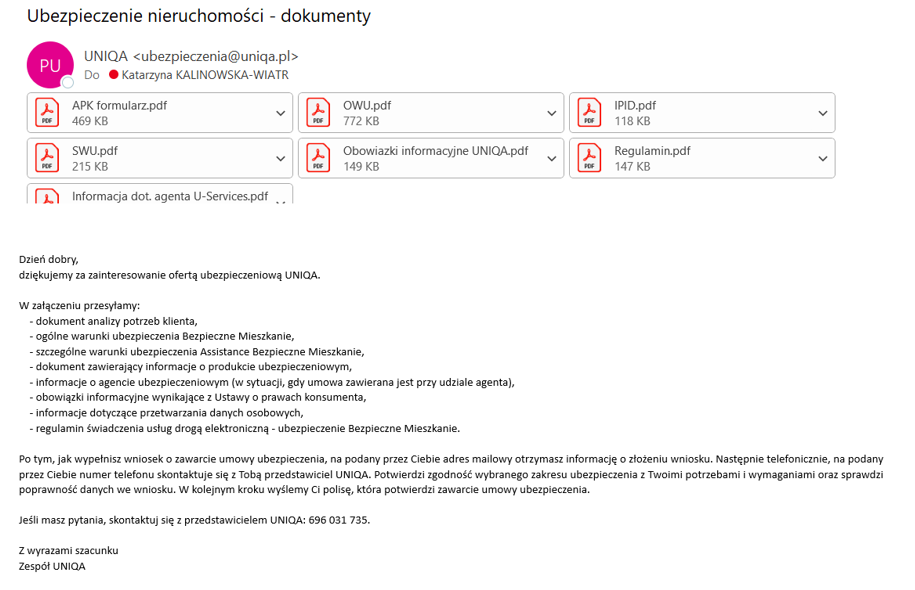 Ubezpieczenie nieruchomości - dokumenty
PU
UNIQA <ubezpieczenia@uniqa.pl>
Do Katarzyna KALINOWSKA-WIATR
PDF APK formularz.pdf
469 KB
PDF OWU.pdf
772 KB
PDF IPID.pdf
118 KB
PDF SWU.pdf
215 KB
PDF Obowiazki informacyjne UNIQA.pdf
149 KB
PDF Regulamin.pdf
147 KB
Informacja dot. agenta U-Services.pdf
Dzień dobry,
dziękujemy za zainteresowanie ofertą ubezpieczeniową UNIQA.
W załączeniu przesyłamy:
- dokument analizy potrzeb klienta,
- ogólne warunki ubezpieczenia Bezpieczne Mieszkanie,
- szczególne warunki ubezpieczenia Assistance Bezpieczne Mieszkanie,
- dokument zawierający informacje o produkcie ubezpieczeniowym,
- informacje o agencie ubezpieczeniowym (w sytuacji, gdy umowa zawierana jest przy udziale agenta),
- obowiązki informacyjne wynikające z Ustawy o prawach konsumenta,
- informacje dotyczące przetwarzania danych osobowych,
- regulamin świadczenia usług drogą elektroniczną - ubezpieczenie Bezpieczne Mieszkanie.
Po tym, jak wypełnisz wniosek o zawarcie umowy ubezpieczenia, na podany przez Ciebie adres mailowy otrzymasz informację o złożeniu wniosku. Następnie telefonicznie, na podany
przez Ciebie numer telefonu skontaktuje się z Tobą przedstawiciel UNIQA. Potwierdzi zgodność wybranego zakresu ubezpieczenia z Twoimi potrzebami i wymaganiami oraz sprawdzi
poprawność danych we wniosku. W kolejnym kroku wyślemy Ci polisę, która potwierdzi zawarcie umowy ubezpieczenia.
Jeśli masz pytania, skontaktuj się z przedstawicielem UNIQA: 696 031 735.
Z wyrazami szacunku
Zespół UNIQA